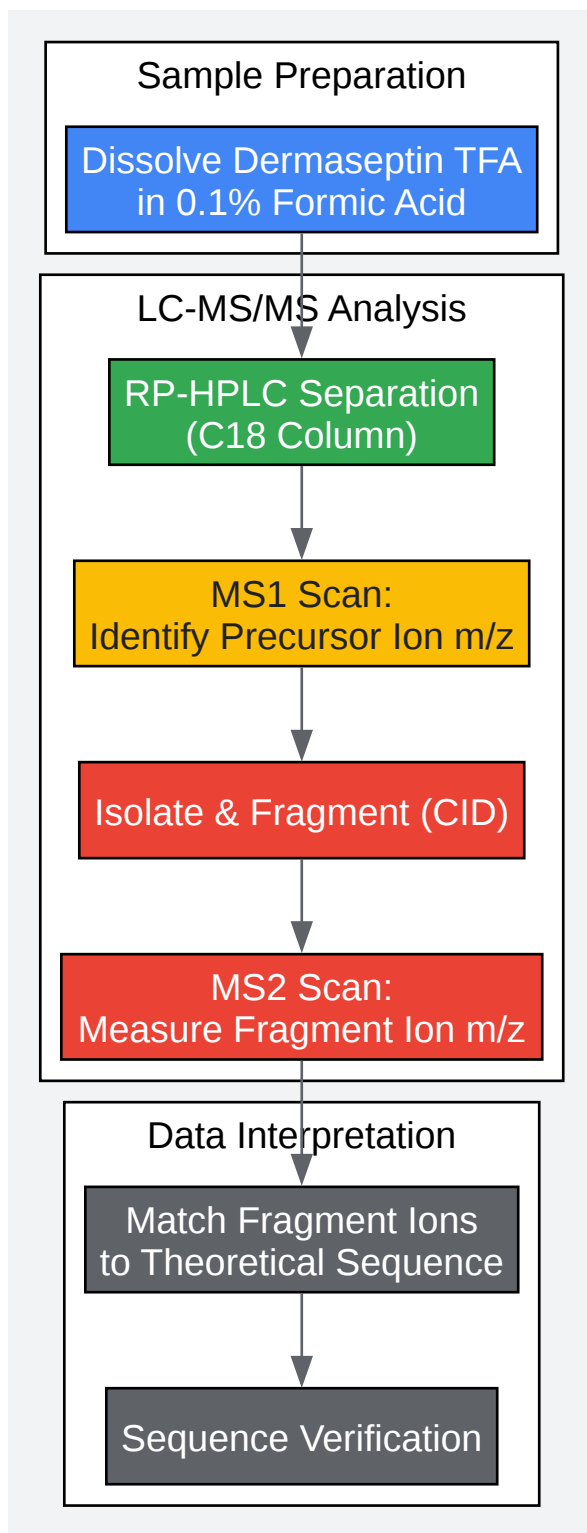 Sample Preparation
Dissolve Dermaseptin TFA
in 0.1% Formic Acid
LC-MS/MS Analysis
RP-HPLC Separation
(C18 Column)
MS1 Scan:
Identify Precursor Ion m/z
Isolate & Fragment (CID)
MS2 Scan:
Measure Fragment Ion m/z
Data Interpretation
Match Fragment Ions
to Theoretical Sequence
Sequence Verification